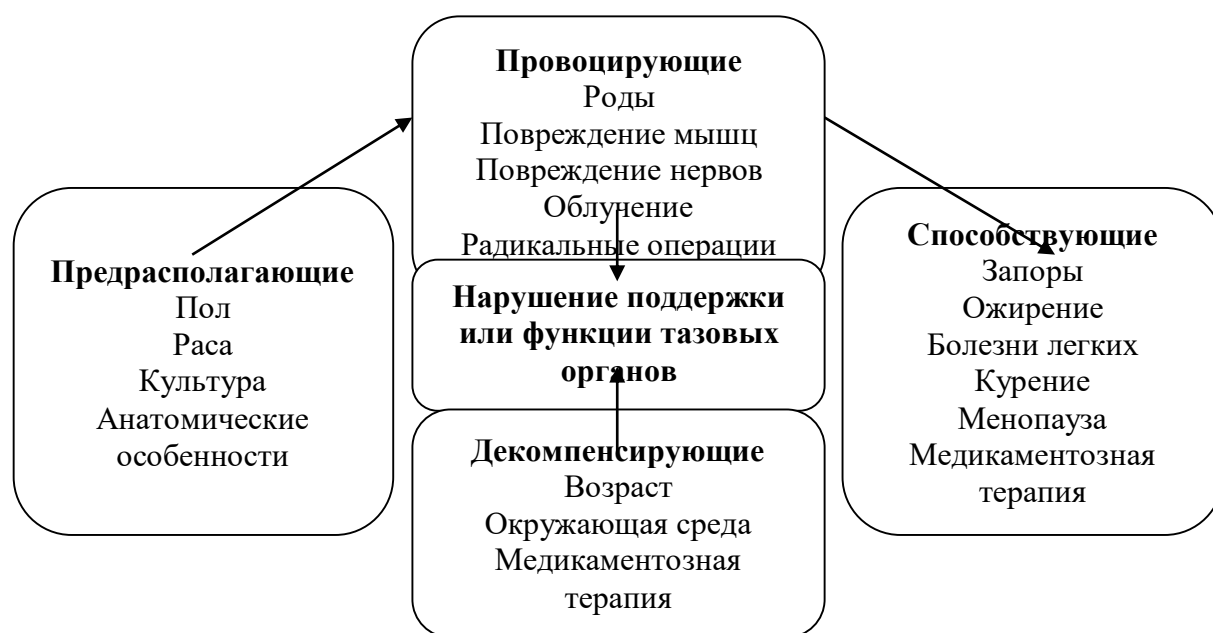 Провоцирующие
Роды
Повреждение мышц
Повреждение нервов
Облучение
Радикальные операции
Предрасполагающие
Пол
Раса
Культура
Анатомические
особенности
Нарушение поддержки
или функции тазовых
органов
Способствующие
Запоры
Ожирение
Болезни легких
Курение
Менопауза
Медикаментозная
терапия
Декомпенсирующие
Возраст
Окружающая среда
Медикаментозная
терапия